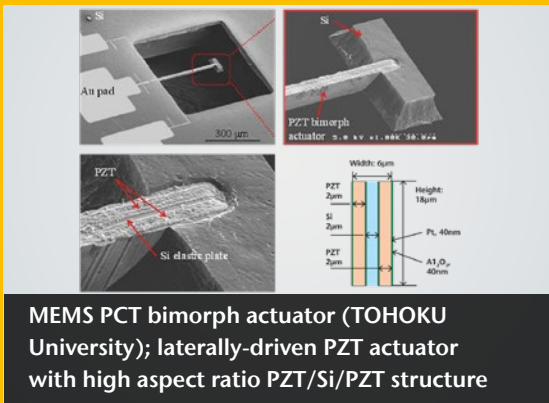 Si
Au pad
300 μm
Si
PZT bimorph
actuator
PZT
Si elastic plate
Width: 6μm
PZT
2μm
Si
2μm
PZT
2μm
Height:
18μm
Pt, 40nm
A1₂O₃,
40nm
MEMS PCT bimorph actuator (TOHOKU
University); laterally-driven PZT actuator
with high aspect ratio PZT/Si/PZT structure